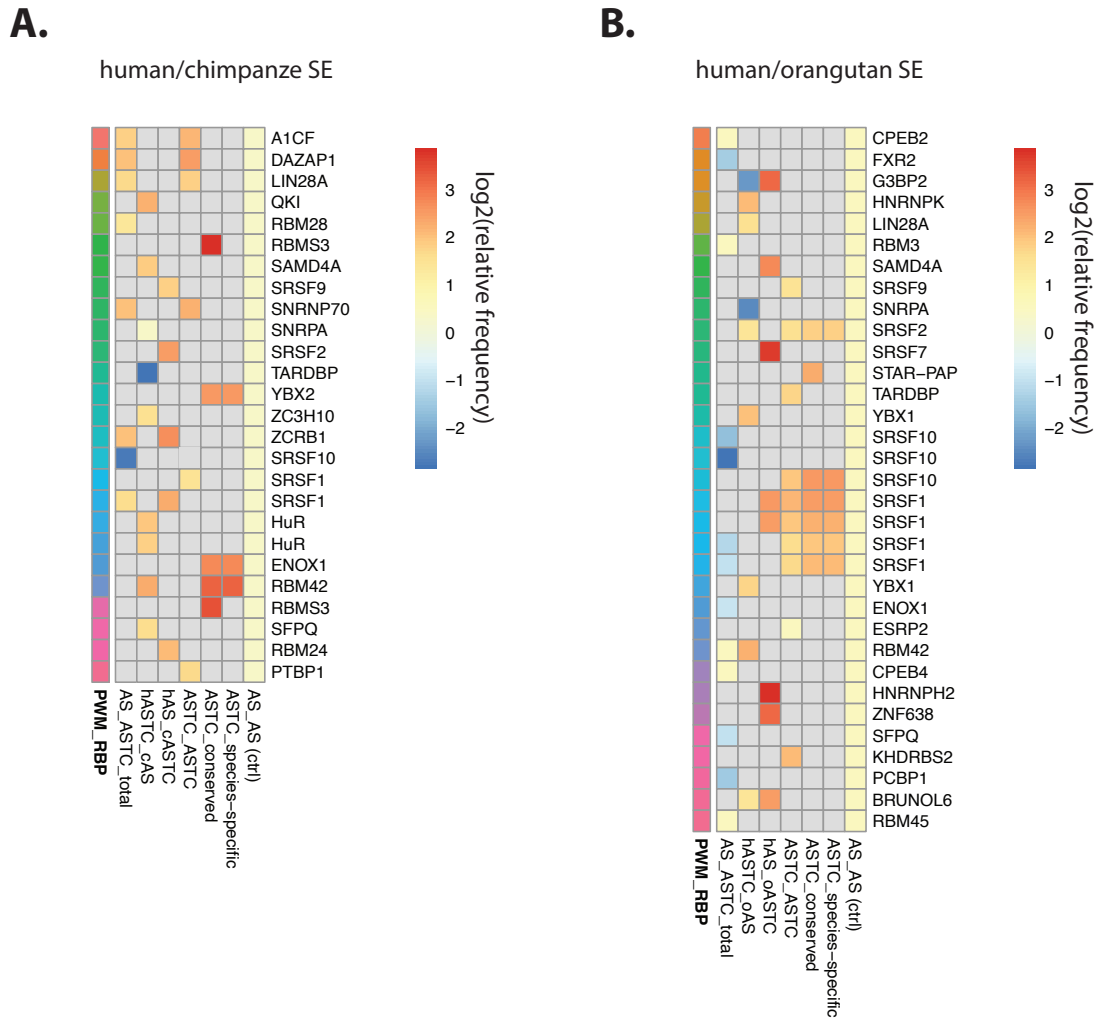 A.
human/chimpanze SE
A1CF
DAZAP1
LIN28A
QKI
RBM28
RBMS3
SAMD4A
SRSF9
SNRNP70
SNRPA
SRSF2
TARDBP
YBX2
ZC3H10
ZCRB1
SRSF10
SRSF1
SRSF1
HuR
HuR
ENOX1
RBM42
RBMS3
SFPQ
RBM24
PTBP1
PWM_RBP
AS_ASTC_total
hASTC_cAS
hAS_cASTC
ASTC_ASTC
ASTC_conserved
ASTC_species-specific
AS_AS (ctrl)
3
2
1
0
−1
−2
log2(relative frequency)
B.
human/orangutan SE
CPEB2
FXR2
G3BP2
HNRNPK
LIN28A
RBM3
SAMD4A
SRSF9
SNRPA
SRSF2
SRSF7
STAR−PAP
TARDBP
YBX1
SRSF10
SRSF10
SRSF10
SRSF1
SRSF1
SRSF1
SRSF1
YBX1
ENOX1
ESRP2
RBM42
CPEB4
HNRNPH2
ZNF638
SFPQ
KHDRBS2
PCBP1
BRUNOL6
RBM45
PWM_RBP
AS_ASTC_total
hASTC_oAS
hAS_oASTC
ASTC_ASTC
ASTC_conserved
ASTC_species−specific
AS_AS (ctrl)
3
2
1
0
−1
−2
log2(relative frequency)